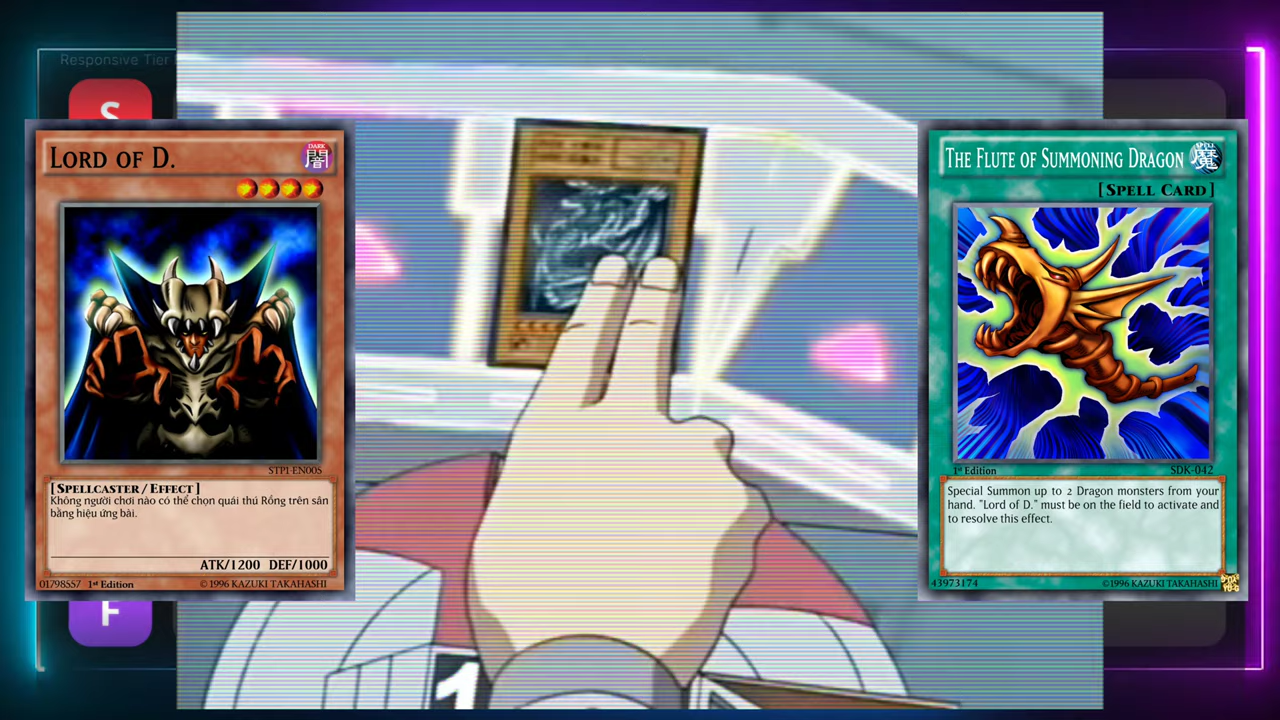 Responsive Tier
S
LORD OF D.
DARK
闇
STP1-EN005
[SPELLCASTER / EFFECT]
Không người chơi nào có thể chọn quái thú Rồng trên sân
bằng hiệu ứng bài.
ATK/1200 DEF/1000
01798557 1st Edition © 1996 KAZUKI TAKAHASHI
F
1
THE FLUTE OF SUMMONING DRAGON
SPELL
魔
[SPELL CARD]
1st Edition SDK-042
Special Summon up to 2 Dragon monsters from your
hand. "Lord of D." must be on the field to activate and
to resolve this effect.
43973174 ©1996 KAZUKI TAKAHASHI